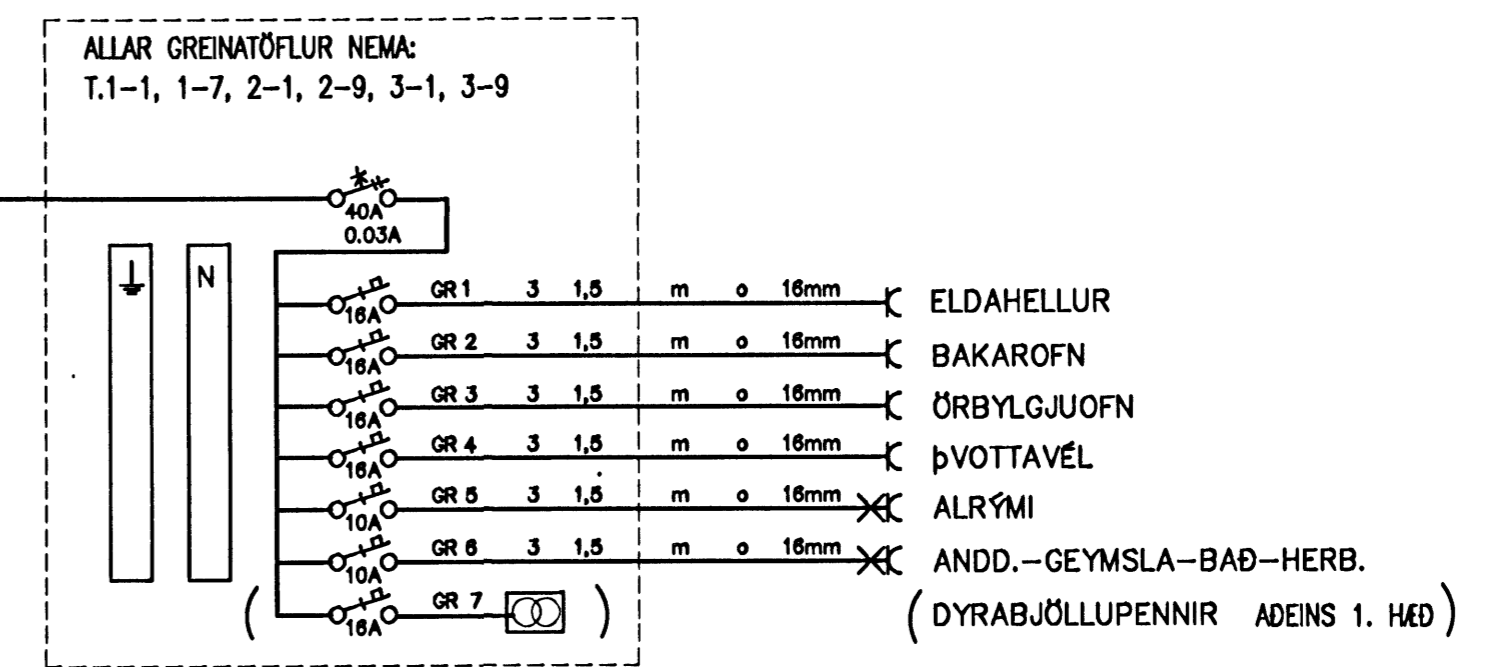 ALLAR GREINATÖFLUR NEMA:
T.1-1, 1-7, 2-1, 2-9, 3-1, 3-9
40A
0.03A
N
GR 1 3 1,5 m o 16mm ELDAHELLUR
16A
GR 2 3 1,5 m o 16mm BAKAROFN
16A
GR 3 3 1,5 m o 16mm ÖRBYLGJUOFN
16A
GR 4 3 1,5 m o 16mm ÞVOTTAVÉL
16A
GR 5 3 1,5 m o 16mm ALRÝMI
10A
GR 6 3 1,5 m o 16mm ANDD.-GEYMSLA-BAÐ-HERB.
10A
( GR 7 ) ( DYRABJÖLLUPENNIR AÐEINS 1. HÆÐ )
16A